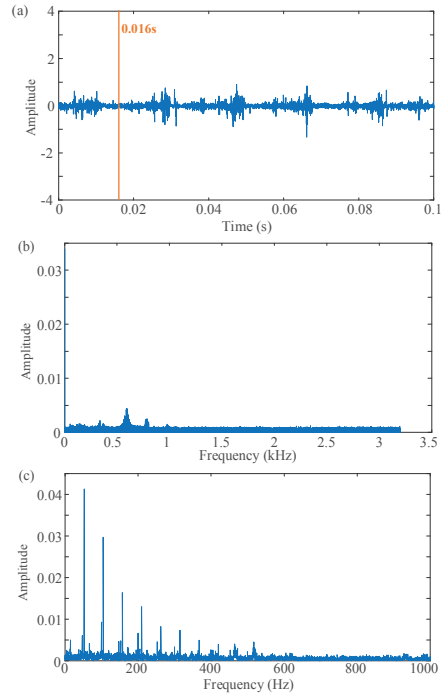 (a)
4
0.016s
2
0
-2
-4
Amplitude
0 0.02 0.04 0.06 0.08 0.1
Time (s)
(b)
0.03
0.02
0.01
0
Amplitude
0 0.5 1 1.5 2 2.5 3 3.5
Frequency (kHz)
(c)
0.04
0.03
0.02
0.01
0
Amplitude
0 200 400 600 800 1000
Frequency (Hz)